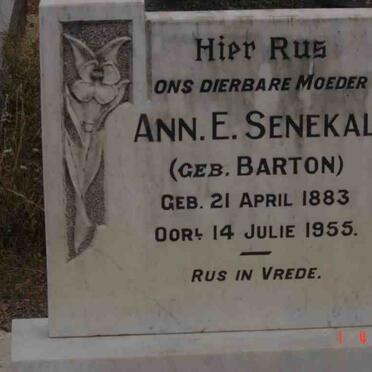 Hier Rus
ONS DIERBARE MOEDER
ANN. E. SENEKAL
(GEB. BARTON)
GEB. 21 APRIL 1883
OORL. 14 JULIE 1955.
RUS IN VREDE.